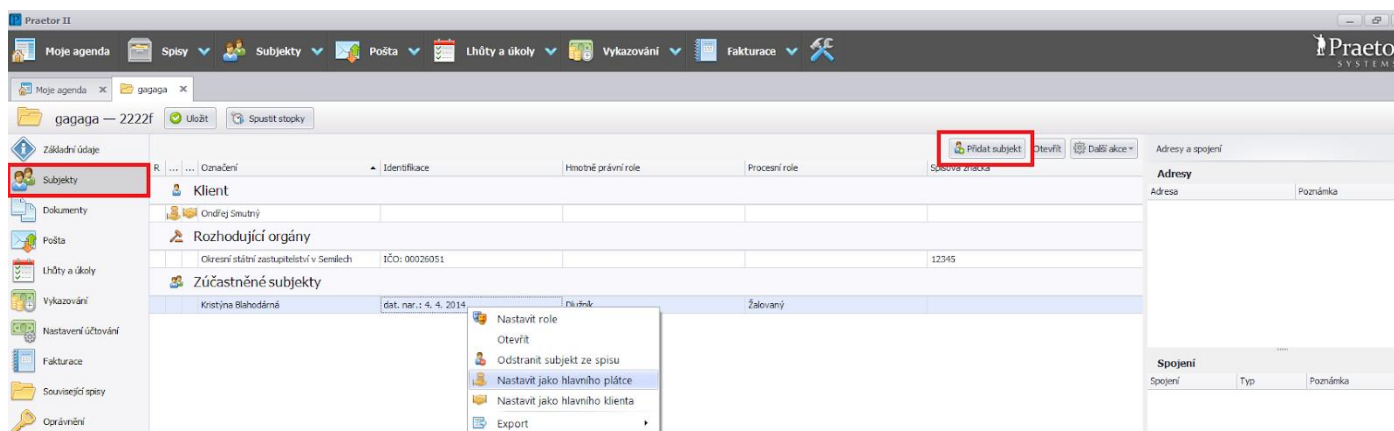 Praetor II
Moje agenda Spisy Subjekty Pošta Lhůty a úkoly Vykazování Fakturace Praeto
SYSTEMS
Moje agenda x gagaga x
gagaga — 2222f Uložit Spustit stopky
Základní údaje Přidat subjekt Otevřít Další akce Adresy a spojení
R... ... Označení Identifikace Hmotně právní role Procesní role Spisová značka Adresy
Subjekty Klient Adresa Poznámka
Dokumenty Ondřej Smutný
Pošta Rozhodující orgány
Okresní státní zastupitelství v Semilech IČO: 00026051 12345
Lhůty a úkoly Zúčastněné subjekty
Vykazování Kristýna Blahodárná dat. nar.: 4. 4. 2014 Dlužník Žalovaný
Nastavit role
Nastavení účtování Otevřít
Fakturace Odstranit subjekt ze spisu Spojení
Nastavit jako hlavního plátce Spojení Typ Poznámka
Související spisy Nastavit jako hlavního klienta
Oprávnění Export